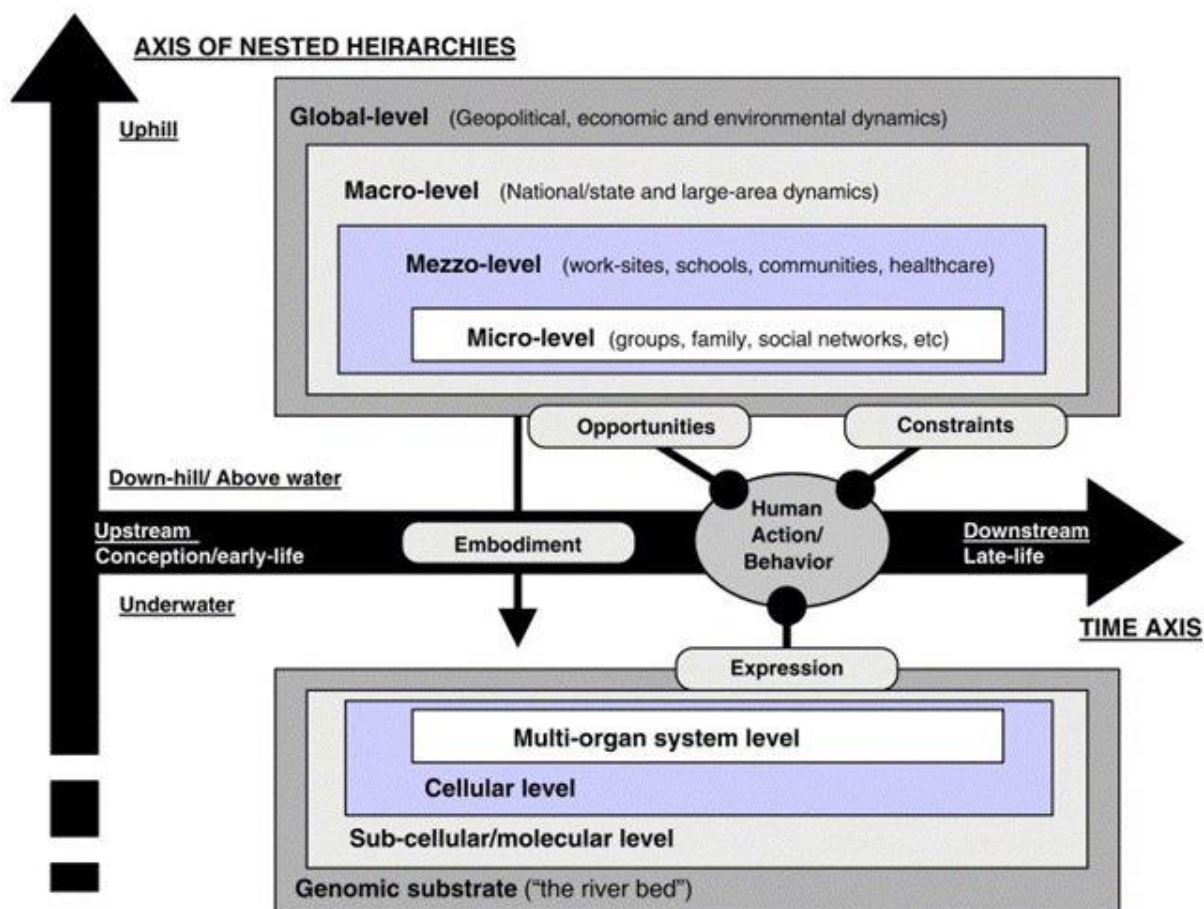 AXIS OF NESTED HEIRARCHIES
Uphill
Global-level (Geopolitical, economic and environmental dynamics)
Macro-level (National/state and large-area dynamics)
Mezzo-level (work-sites, schools, communities, healthcare)
Micro-level (groups, family, social networks, etc)
Opportunities
Constraints
Down-hill/ Above water
Upstream
Conception/early-life
Embodiment
Human
Action/
Behavior
Downstream
Late-life
Underwater
TIME AXIS
Expression
Multi-organ system level
Cellular level
Sub-cellular/molecular level
Genomic substrate (“the river bed”)